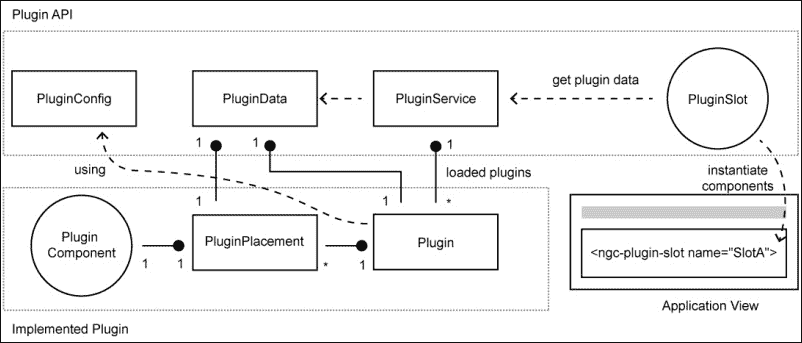 Plugin API
PluginConfig
PluginData
PluginService
get plugin data
PluginSlot
1
1
1
using
loaded plugins
instantiate
components
1
1
*
Plugin
Component
PluginPlacement
Plugin
<ngc-plugin-slot name="SlotA">
1
1
*
1
Application View
Implemented Plugin